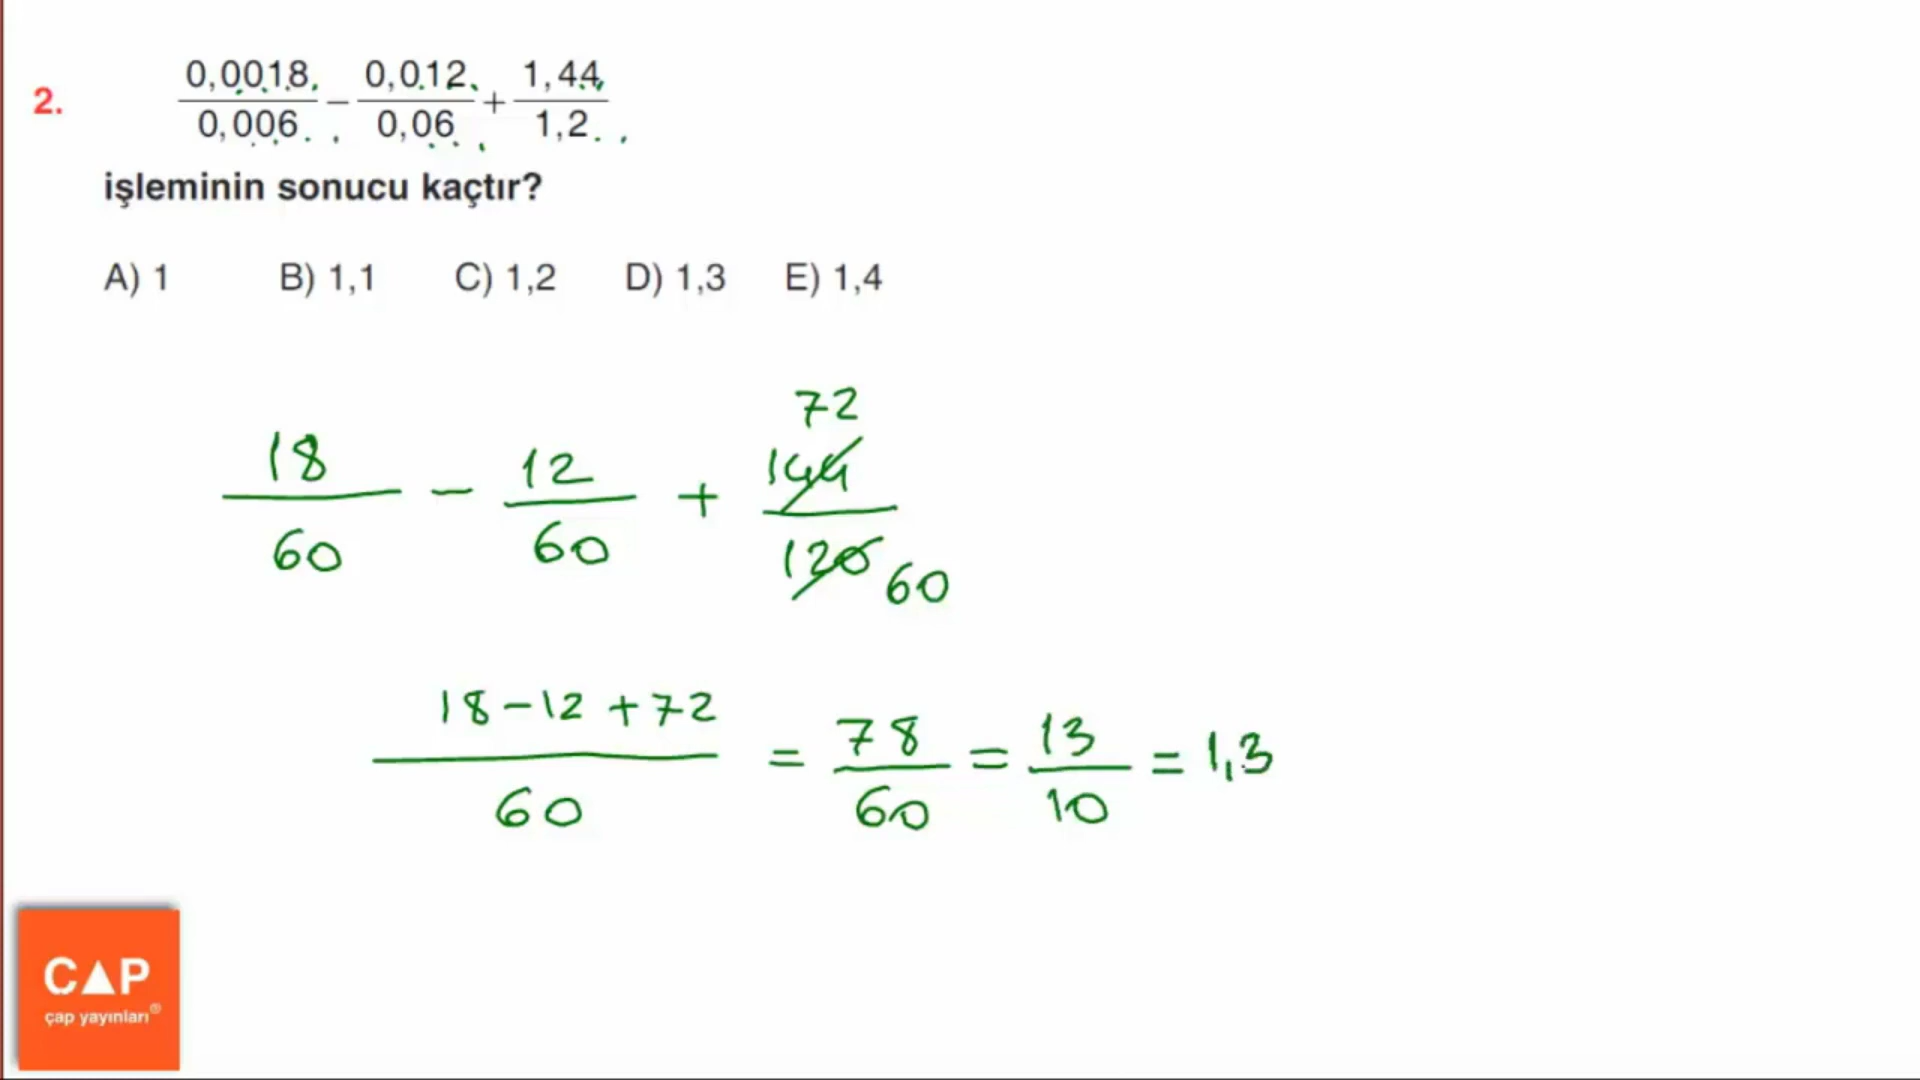 2. 0,0018/0,006 − 0,012/0,06 + 1,44/1,2
işleminin sonucu kaçtır?
A) 1 B) 1,1 C) 1,2 D) 1,3 E) 1,4
72
18/60 − 12/60 + 144/120 60
18−12+72/60 = 78/60 = 13/10 = 1,3
CAP
çap yayınları®